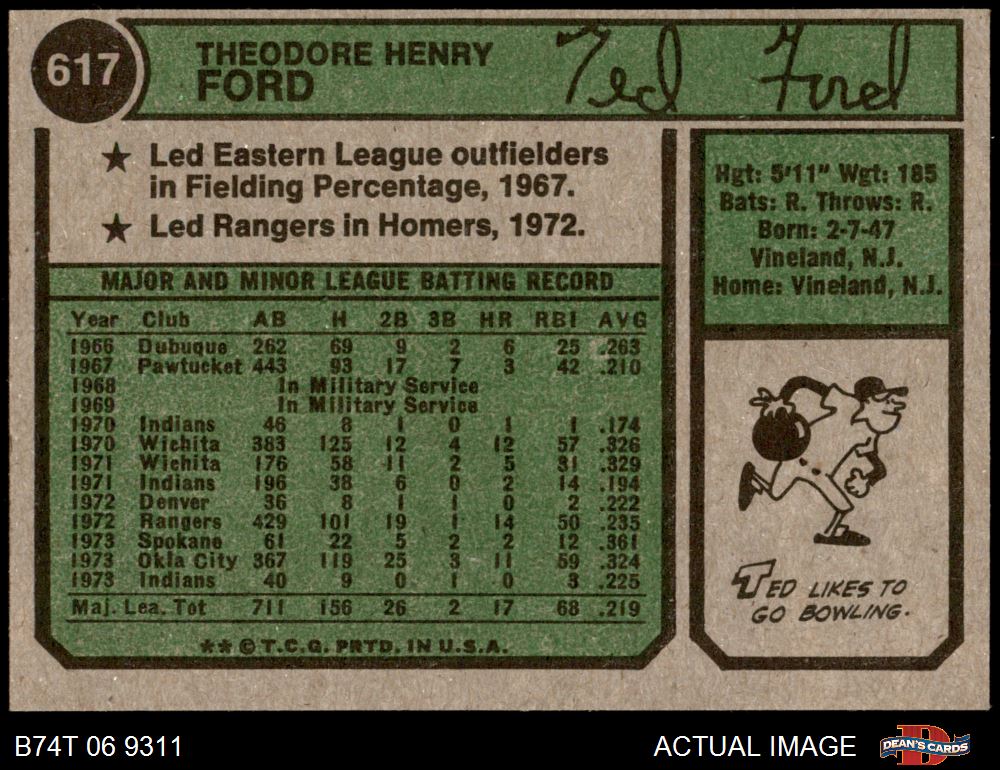 617
THEODORE HENRY
FORD
Ted Ford
★ Led Eastern League outfielders
in Fielding Percentage, 1967.
★ Led Rangers in Homers, 1972.
MAJOR AND MINOR LEAGUE BATTING RECORD
Year Club AB H 2B 3B HR RBI AVG
1966 Dubuque 262 69 9 2 6 25 .263
1967 Pawtucket 443 93 17 7 3 42 .210
1968 In Military Service
1969 In Military Service
1970 Indians 46 8 1 0 1 1 .174
1970 Wichita 383 125 12 4 12 57 .326
1971 Wichita 176 58 11 2 5 31 .329
1971 Indians 196 38 6 0 2 14 .194
1972 Denver 36 8 1 1 0 2 .222
1972 Rangers 429 101 19 1 14 50 .235
1973 Spokane 61 22 5 2 2 12 .361
1973 Okla City 367 119 25 3 11 59 .324
1973 Indians 40 9 0 1 0 3 .225
Maj. Lea. Tot 711 156 26 2 17 68 .219
** © T.C.G. PRTD. IN U.S.A.
Hgt: 5'11" Wgt: 185
Bats: R. Throws: R.
Born: 2-7-47
Vineland, N.J.
Home: Vineland, N.J.
TED LIKES TO
GO BOWLING.
B74T 06 9311
ACTUAL IMAGE
D
DEAN'S CARDS